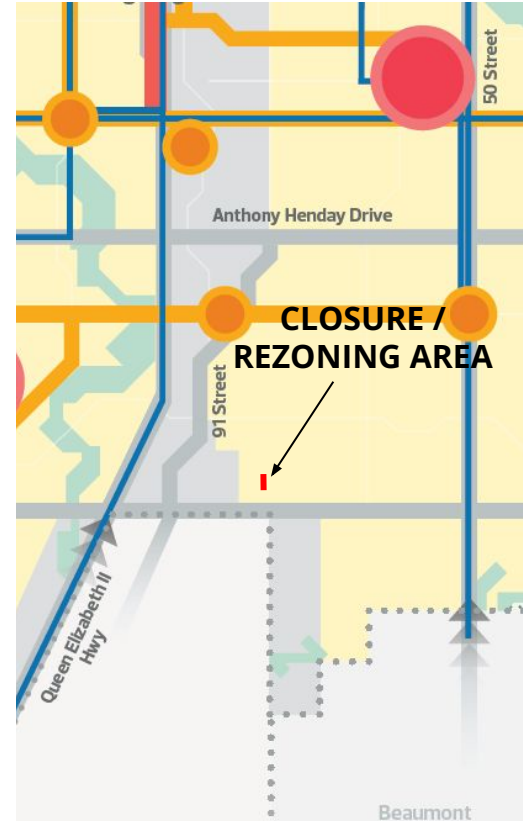 50 Street
Anthony Henday Drive
CLOSURE /
REZONING AREA
91 Street
Queen Elizabeth II
Hwy
Beaumont